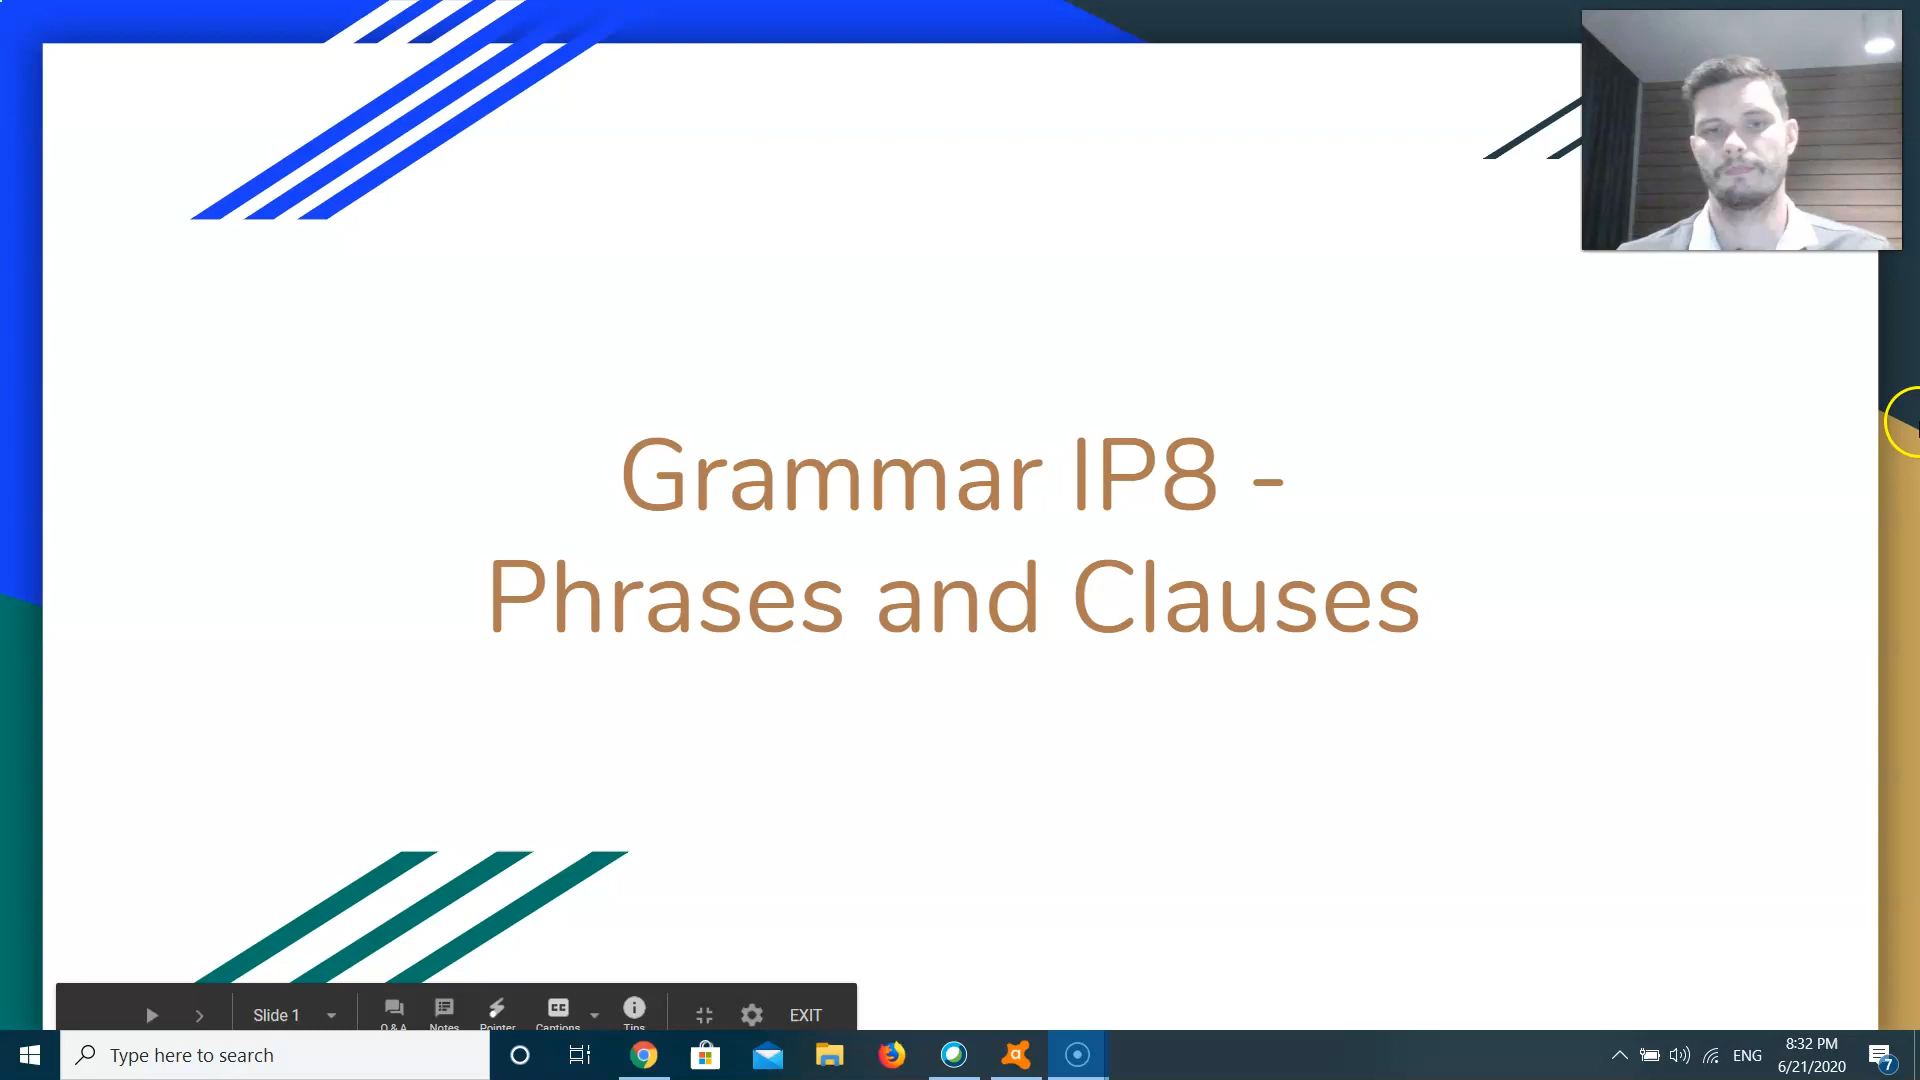 Grammar IP8 -
Phrases and Clauses
Slide 1
Q & A
Notes
Pointer
CC
Captions
Tips
EXIT
Type here to search
ENG
8:32 PM
6/21/2020
7